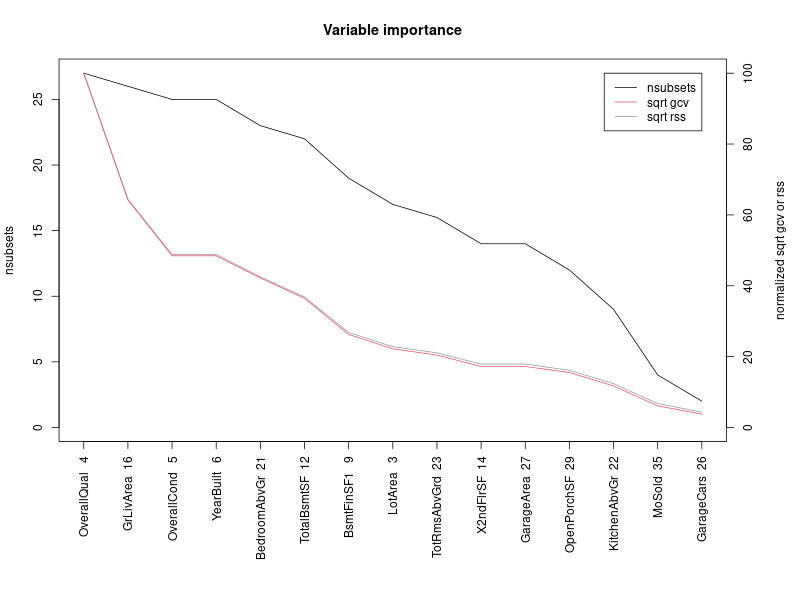 Variable importance
nsubsets
sqrt gcv
sqrt rss
nsubsets
0
5
10
15
20
25
normalized sqrt gcv or rss
0
20
40
60
80
100
OverallQual 4
GrLivArea 16
OverallCond 5
YearBuilt 6
BedroomAbvGr 21
TotalBsmtSF 12
BsmtFinSF1 9
LotArea 3
TotRmsAbvGrd 23
X2ndFlrSF 14
GarageArea 27
OpenPorchSF 29
KitchenAbvGr 22
MoSold 35
GarageCars 26